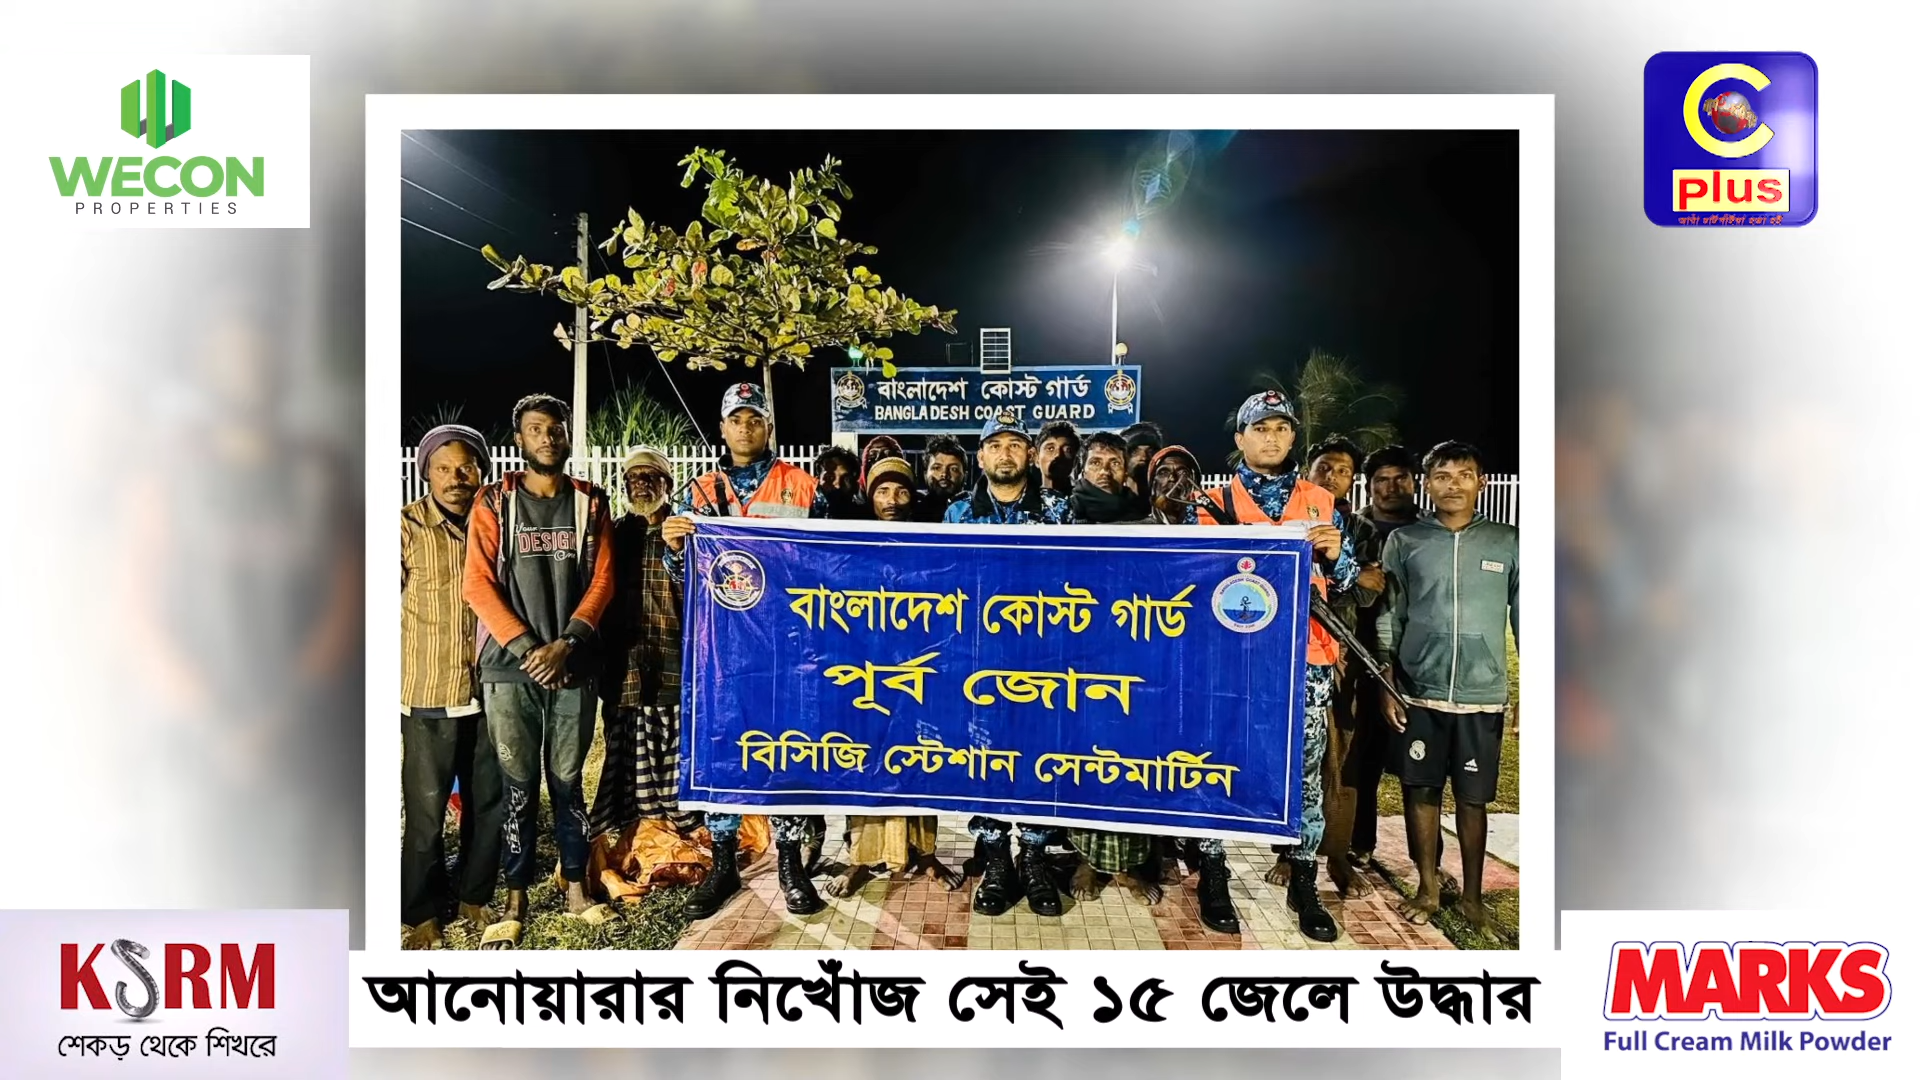 WECON
PROPERTIES
C
plus
বাংলাদেশ কোস্ট গার্ড
BANGLADESH COAST GUARD
Your
DESIGN
বাংলাদেশ কোস্ট গার্ড
পূর্ব জোন
বিসিজি স্টেশান সেন্টমার্টিন
KSRM
শেকড় থেকে শিখরে
আনোয়ারার নিখোঁজ সেই ১৫ জেলে উদ্ধার
MARKS
Full Cream Milk Powder